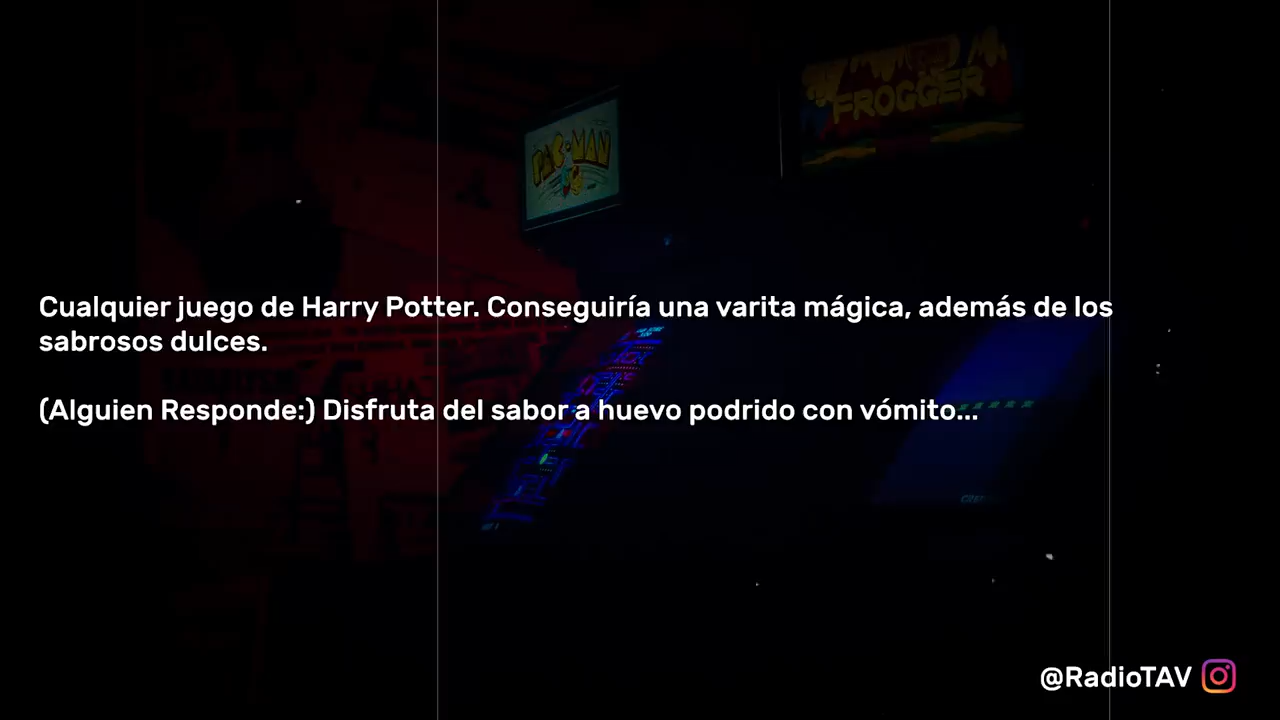 FROGGER
PAC-MAN
Cualquier juego de Harry Potter. Conseguiría una varita mágica, además de los
sabrosos dulces.
(Alguien Responde:) Disfruta del sabor a huevo podrido con vómito...
@RadioTAV